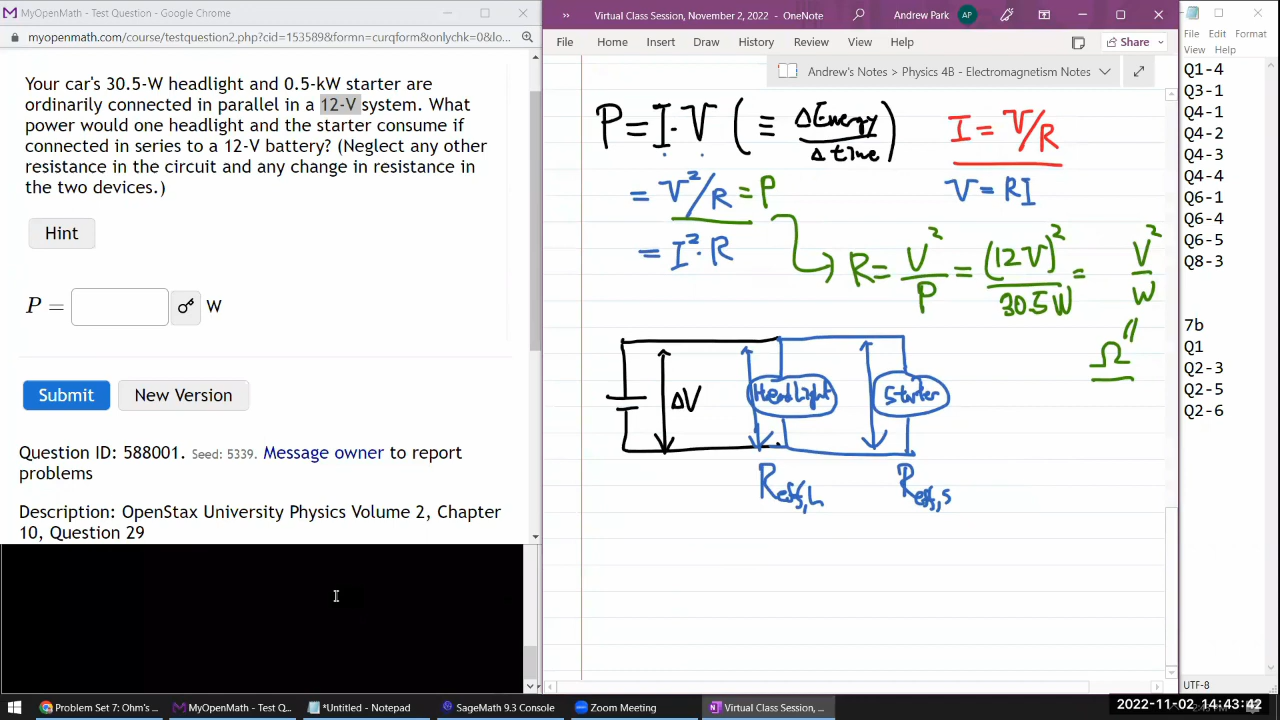 MyOpenMath - Test Question - Google Chrome
myopenmath.com/course/testquestion2.php?cid=153589&formn=curqform&onlychk=0&lo...
Your car's 30.5-W headlight and 0.5-kW starter are
ordinarily connected in parallel in a 12-V system. What
power would one headlight and the starter consume if
connected in series to a 12-V battery? (Neglect any other
resistance in the circuit and any change in resistance in
the two devices.)
Hint
P =
W
Submit
New Version
Question ID: 588001. Seed: 5339. Message owner to report
problems
Description: OpenStax University Physics Volume 2, Chapter
10, Question 29
Virtual Class Session, November 2, 2022 - OneNote
Andrew Park
AP
File Home Insert Draw History Review View Help
Share
Andrew's Notes > Physics 4B - Electromagnetism Notes
P = I · V ( ≡ ΔEnergy / Δtime )
I = V/R
= V²/R = P
V = RI
= I² · R
R = V²/P = (12V)²/30.5W = V²/W
" Ω
ΔV
Headlight
Starter
Reff,h
Reff,s
File Edit Format
View Help
Q1-4
Q3-1
Q4-1
Q4-2
Q4-3
Q4-4
Q6-1
Q6-4
Q6-5
Q8-3
7b
Q1
Q2-3
Q2-5
Q2-6
UTF-8
Problem Set 7: Ohm's...
MyOpenMath - Test Q...
*Untitled - Notepad
SageMath 9.3 Console
Zoom Meeting
Virtual Class Session,...
2022-11-02 14:43:42